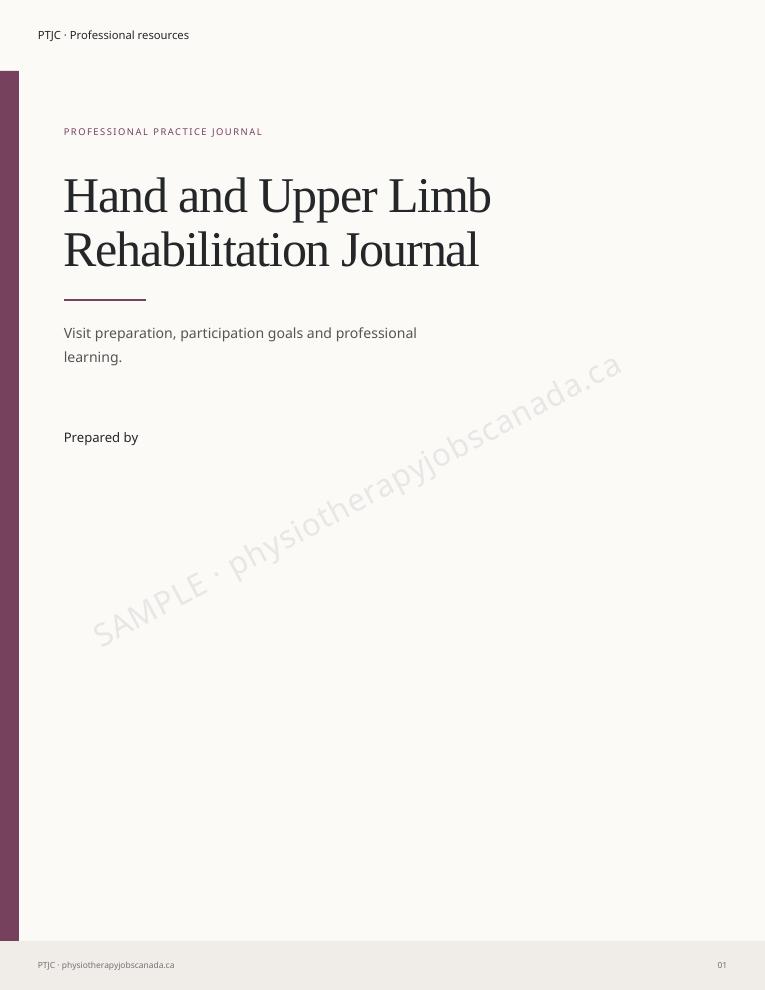 PTJC · Professional resources
PROFESSIONAL PRACTICE JOURNAL
Hand and Upper Limb
Rehabilitation Journal
Visit preparation, participation goals and professional
learning.
Prepared by
SAMPLE · physiotherapyjobscanada.ca
PTJC · physiotherapyjobscanada.ca
01